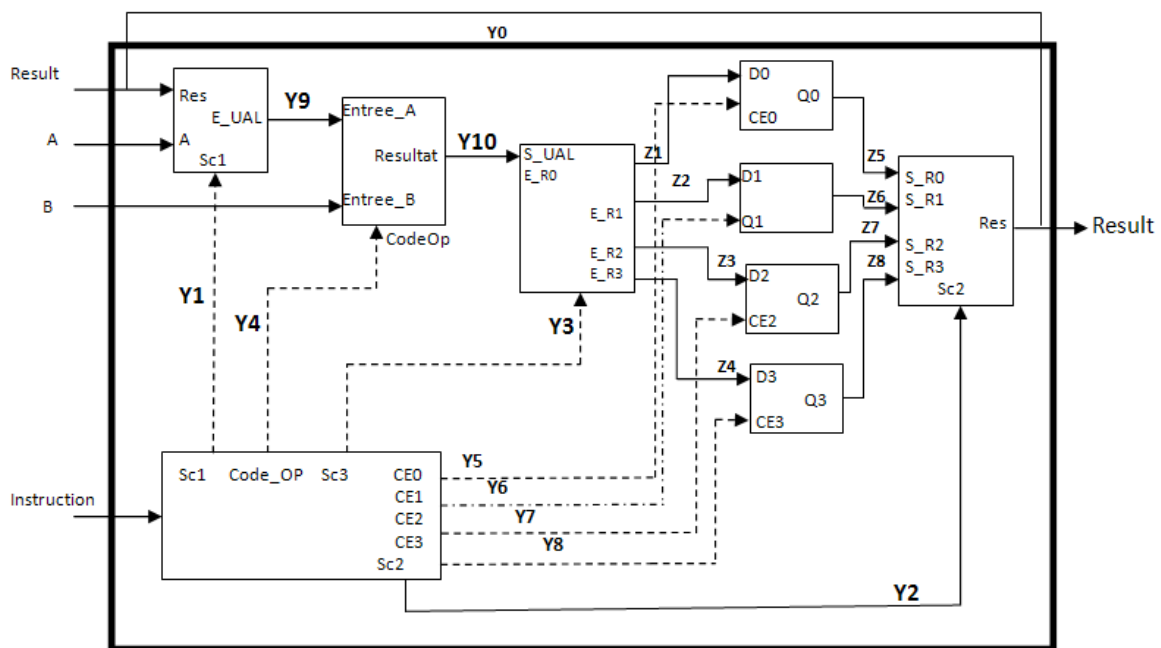 Y0
Result
Res
E_UAL
A
A
Sc1
Y9
Entree_A
Resultat
B
Entree_B
CodeOp
Y10
S_UAL
E_R0
E_R1
E_R2
E_R3
Z1
Z2
Z3
Z4
D0
Q0
CE0
D1
Q1
D2
Q2
CE2
D3
Q3
CE3
Z5
Z6
Z7
Z8
S_R0
S_R1
S_R2
S_R3
Res
Sc2
Result
Y1
Y4
Y3
Instruction
Sc1
Code_OP
Sc3
CE0
CE1
CE2
CE3
Sc2
Y5
Y6
Y7
Y8
Y2